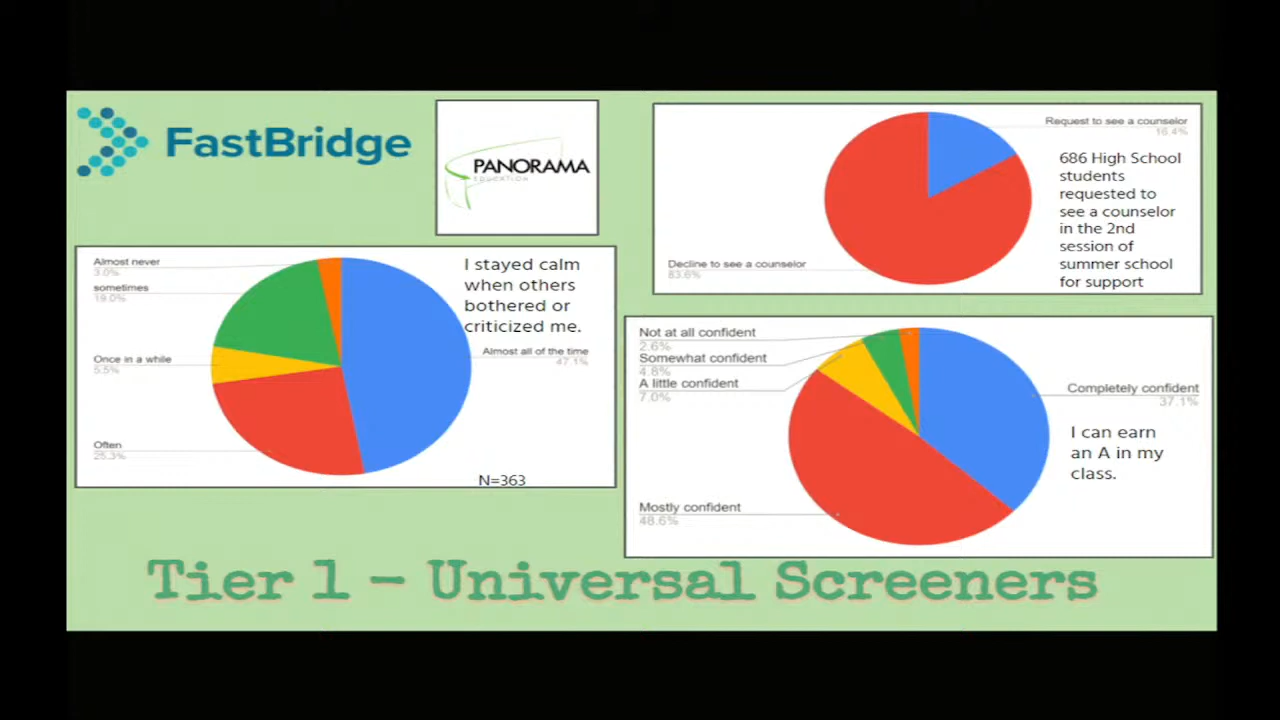 FastBridge
PANORAMA
EDUCATION
Request to see a counselor
16.4%
686 High School
students
requested to
see a counselor
in the 2nd
session of
summer school
for support
Decline to see a counselor
83.6%
Almost never
3.0%
sometimes
19.0%
Once in a while
5.5%
Often
25.3%
I stayed calm
when others
bothered or
criticized me.
Almost all of the time
47.1%
N=363
Not at all confident
2.6%
Somewhat confident
4.8%
A little confident
7.0%
Mostly confident
48.6%
Completely confident
37.1%
I can earn
an A in my
class.
Tier 1 - Universal Screeners